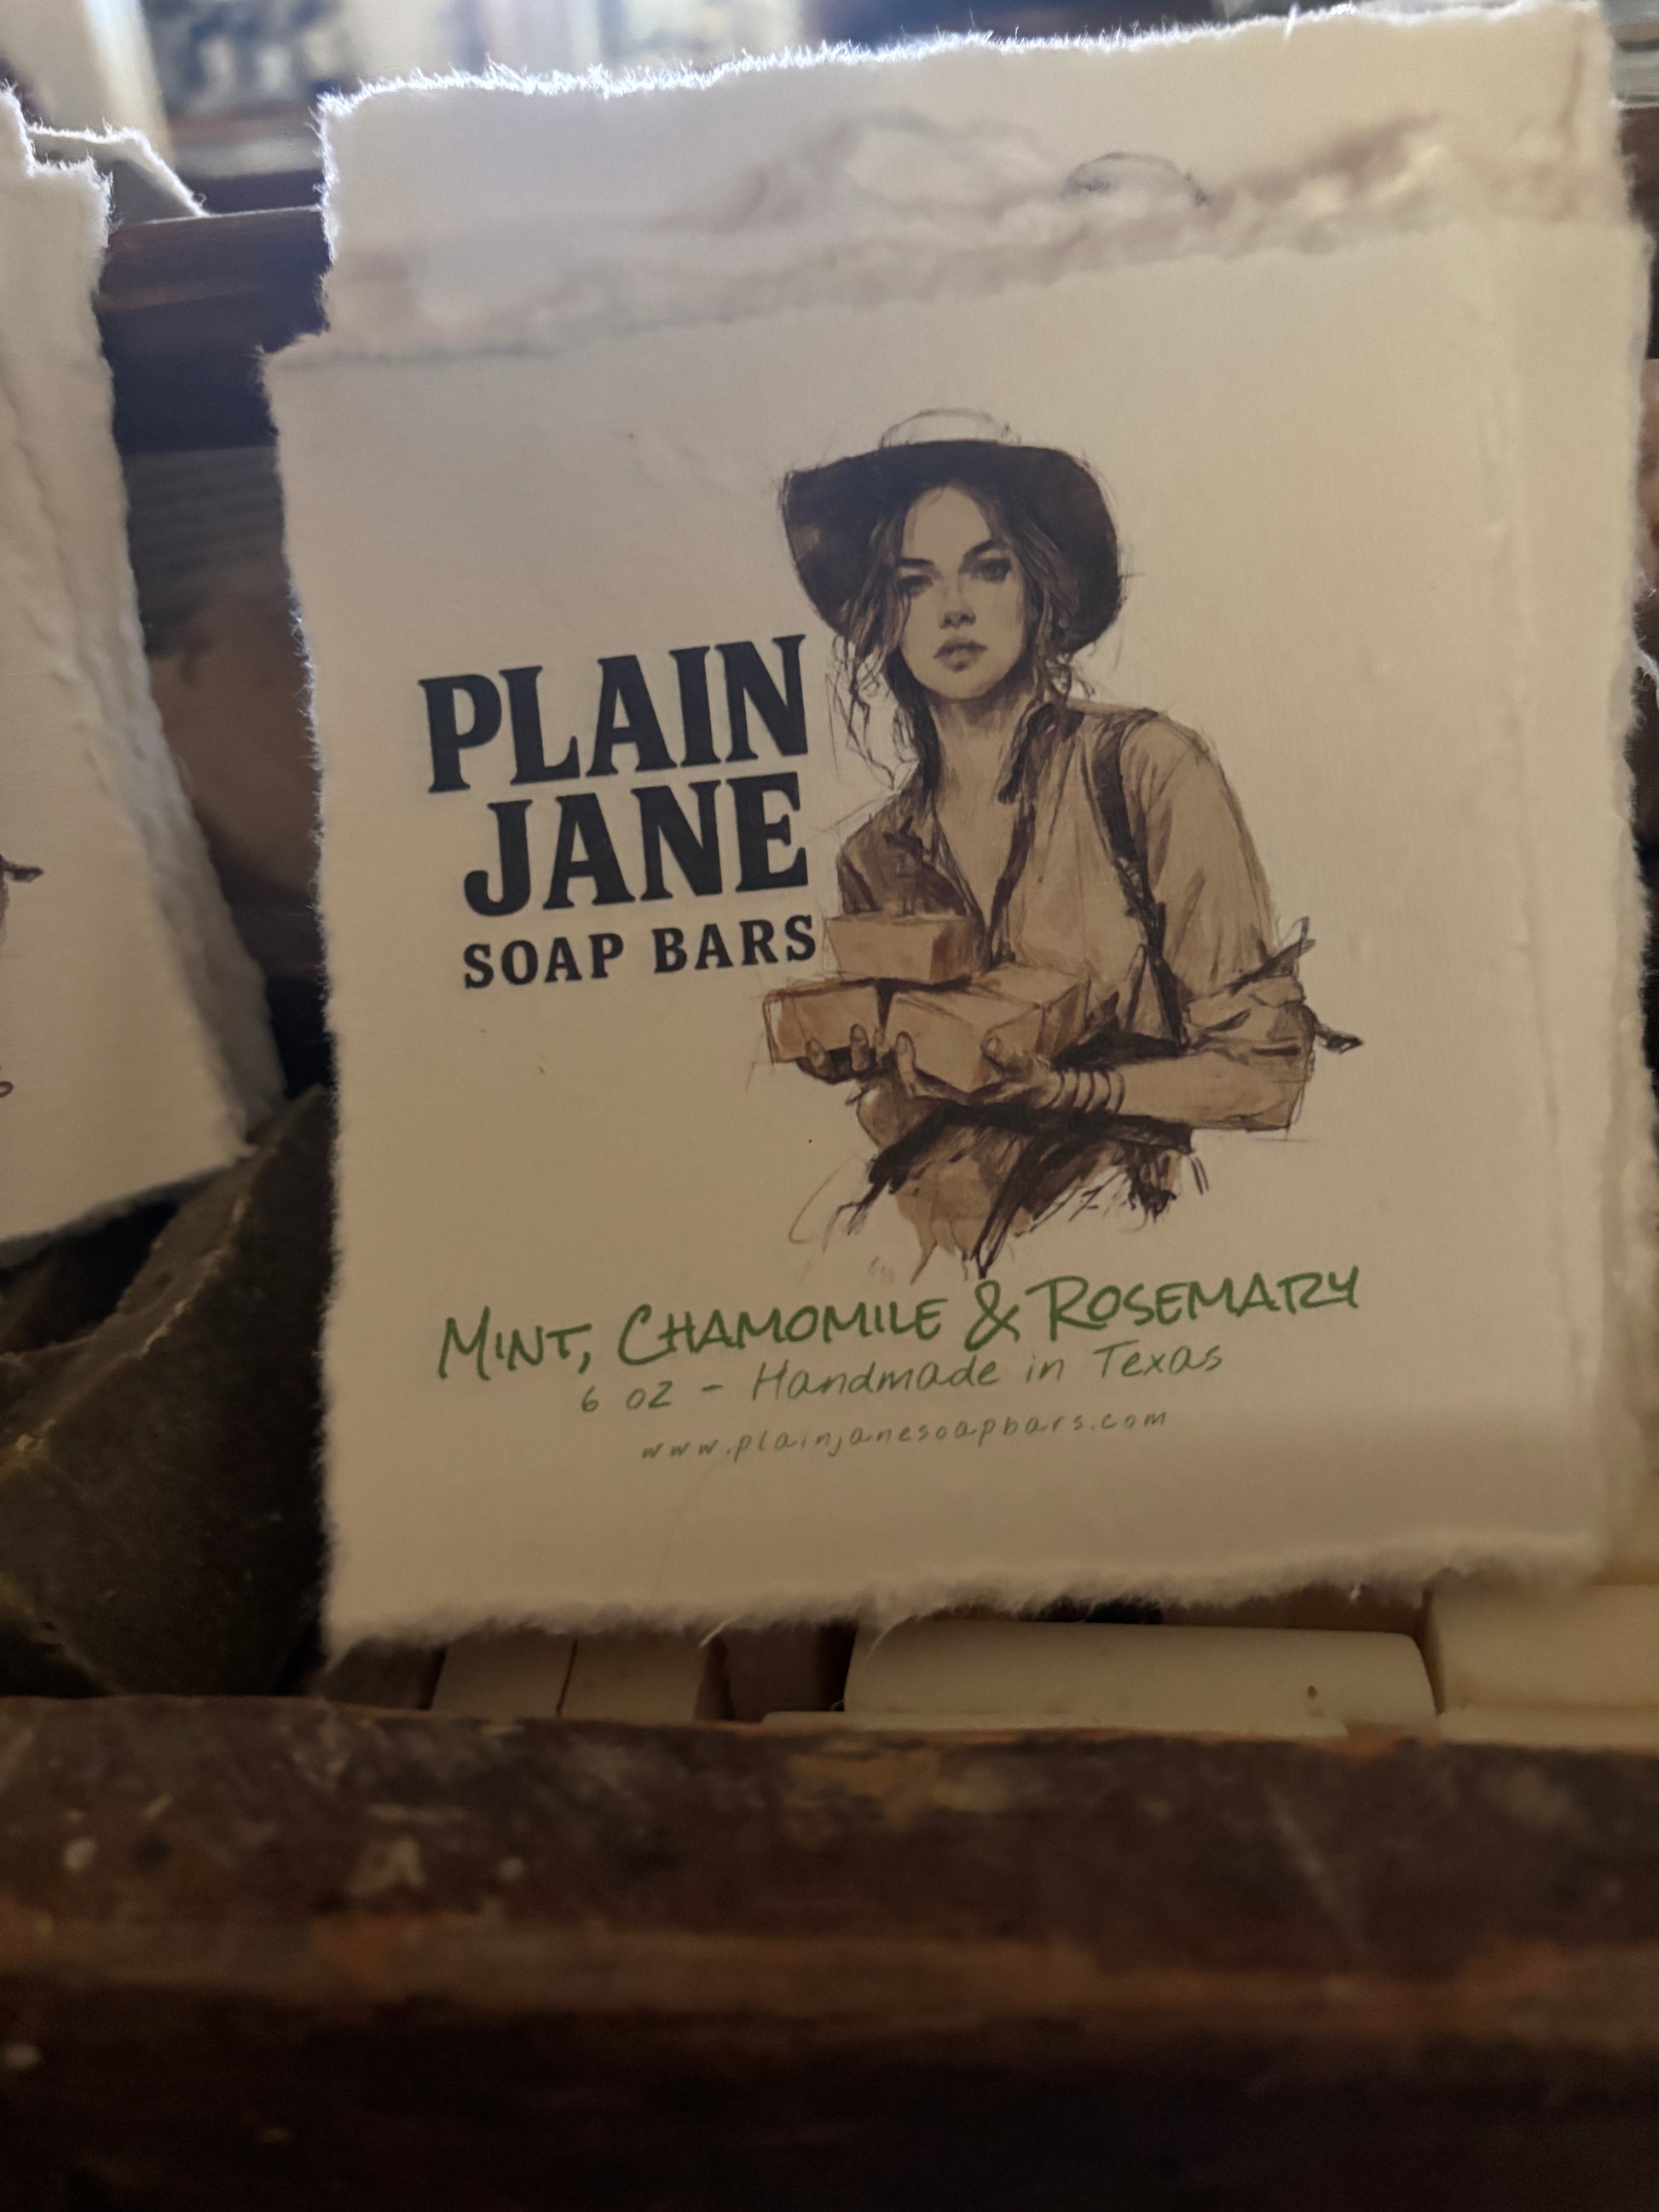 PLAIN
JANE
SOAP BARS
MINT, CHAMOMILE & ROSEMARY
6 OZ - Handmade in Texas
www.plainjanesoapbars.com